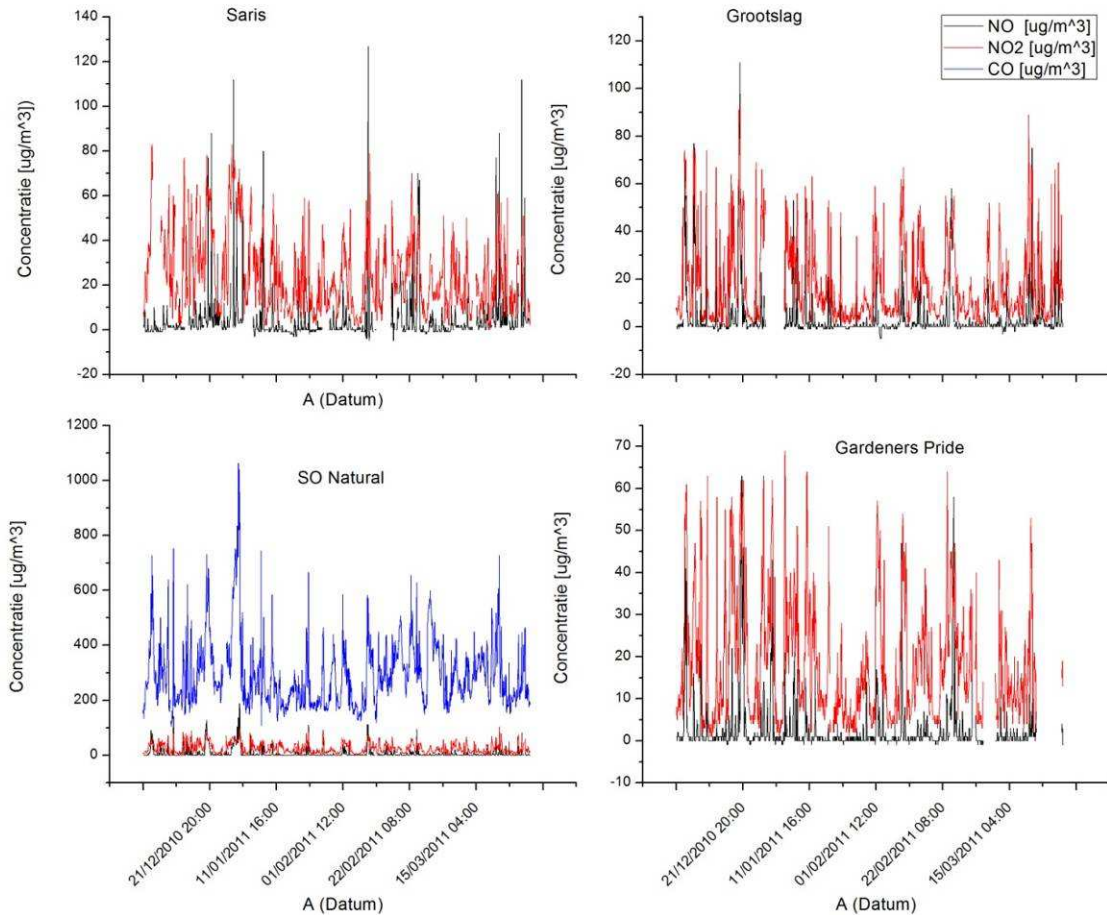 Saris
Concentratie [ug/m^3])
140
120
100
80
60
40
20
0
-20
A (Datum)
Grootslag
Concentratie [ug/m^3]
120
100
80
60
40
20
0
-20
A (Datum)
NO [ug/m^3]
NO2 [ug/m^3]
CO [ug/m^3]
SO Natural
Concentratie [ug/m^3]
1200
1000
800
600
400
200
0
21/12/2010 20:00
11/01/2011 16:00
01/02/2011 12:00
22/02/2011 08:00
15/03/2011 04:00
A (Datum)
Gardeners Pride
Concentratie [ug/m^3]
70
60
50
40
30
20
10
0
-10
21/12/2010 20:00
11/01/2011 16:00
01/02/2011 12:00
22/02/2011 08:00
15/03/2011 04:00
A (Datum)